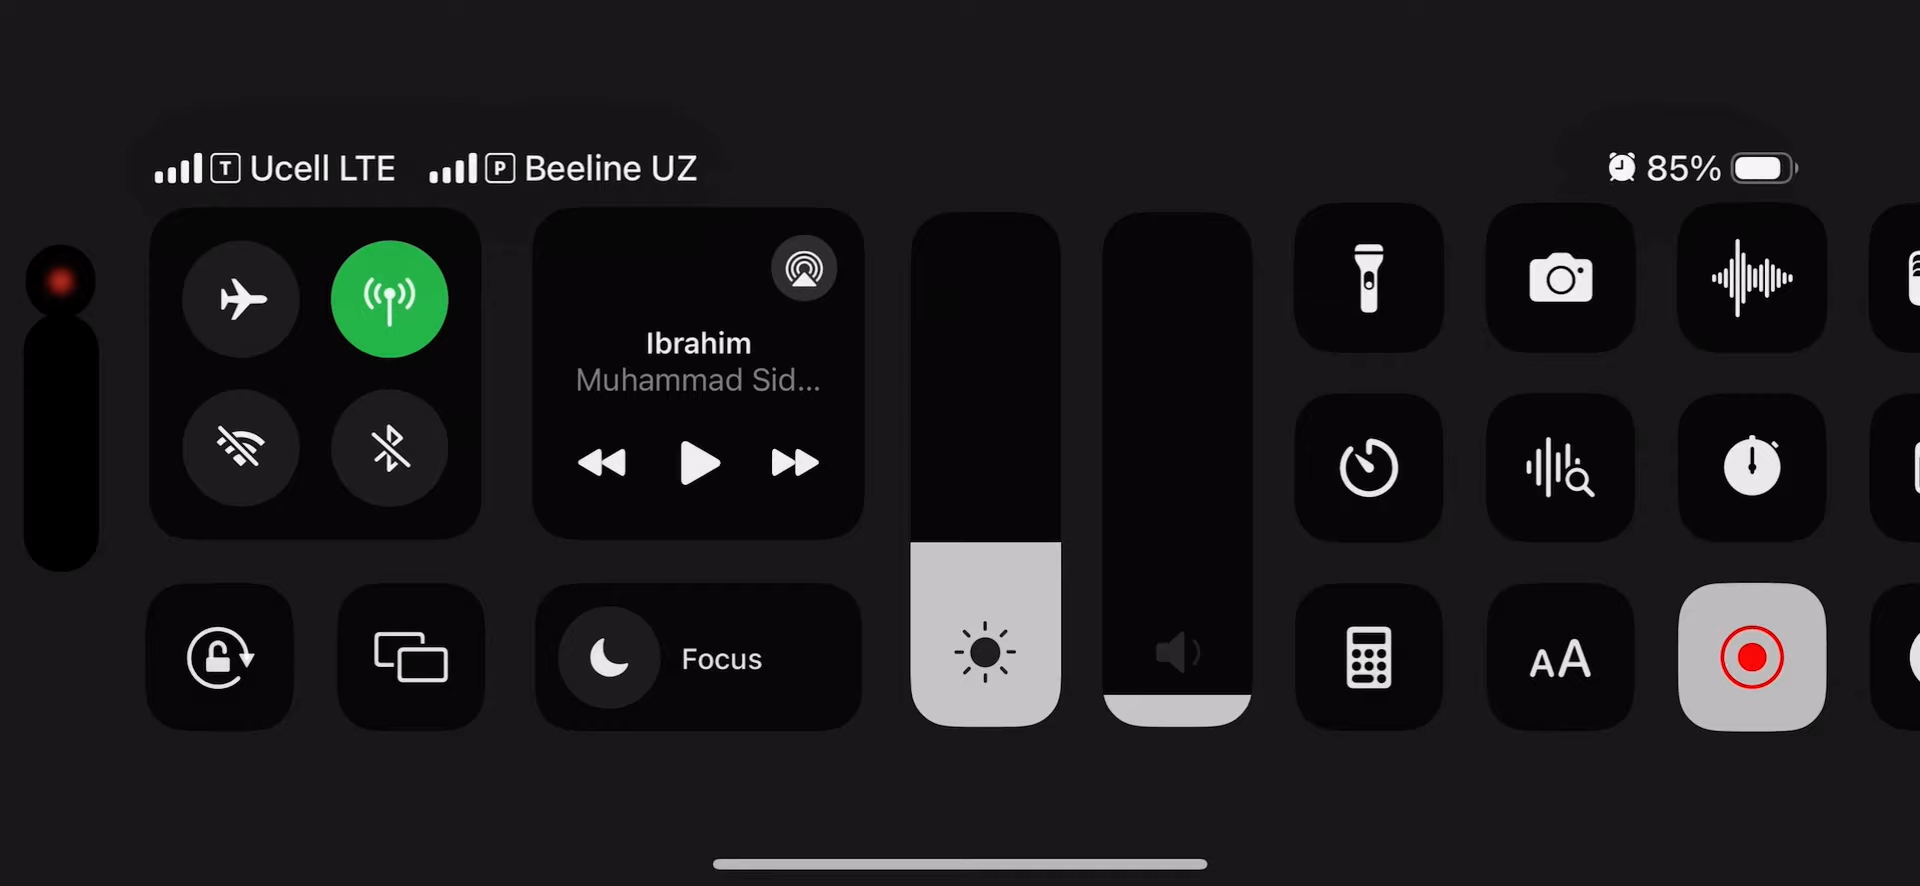 T Ucell LTE P Beeline UZ
85%
Ibrahim
Muhammad Sid...
Focus
AA